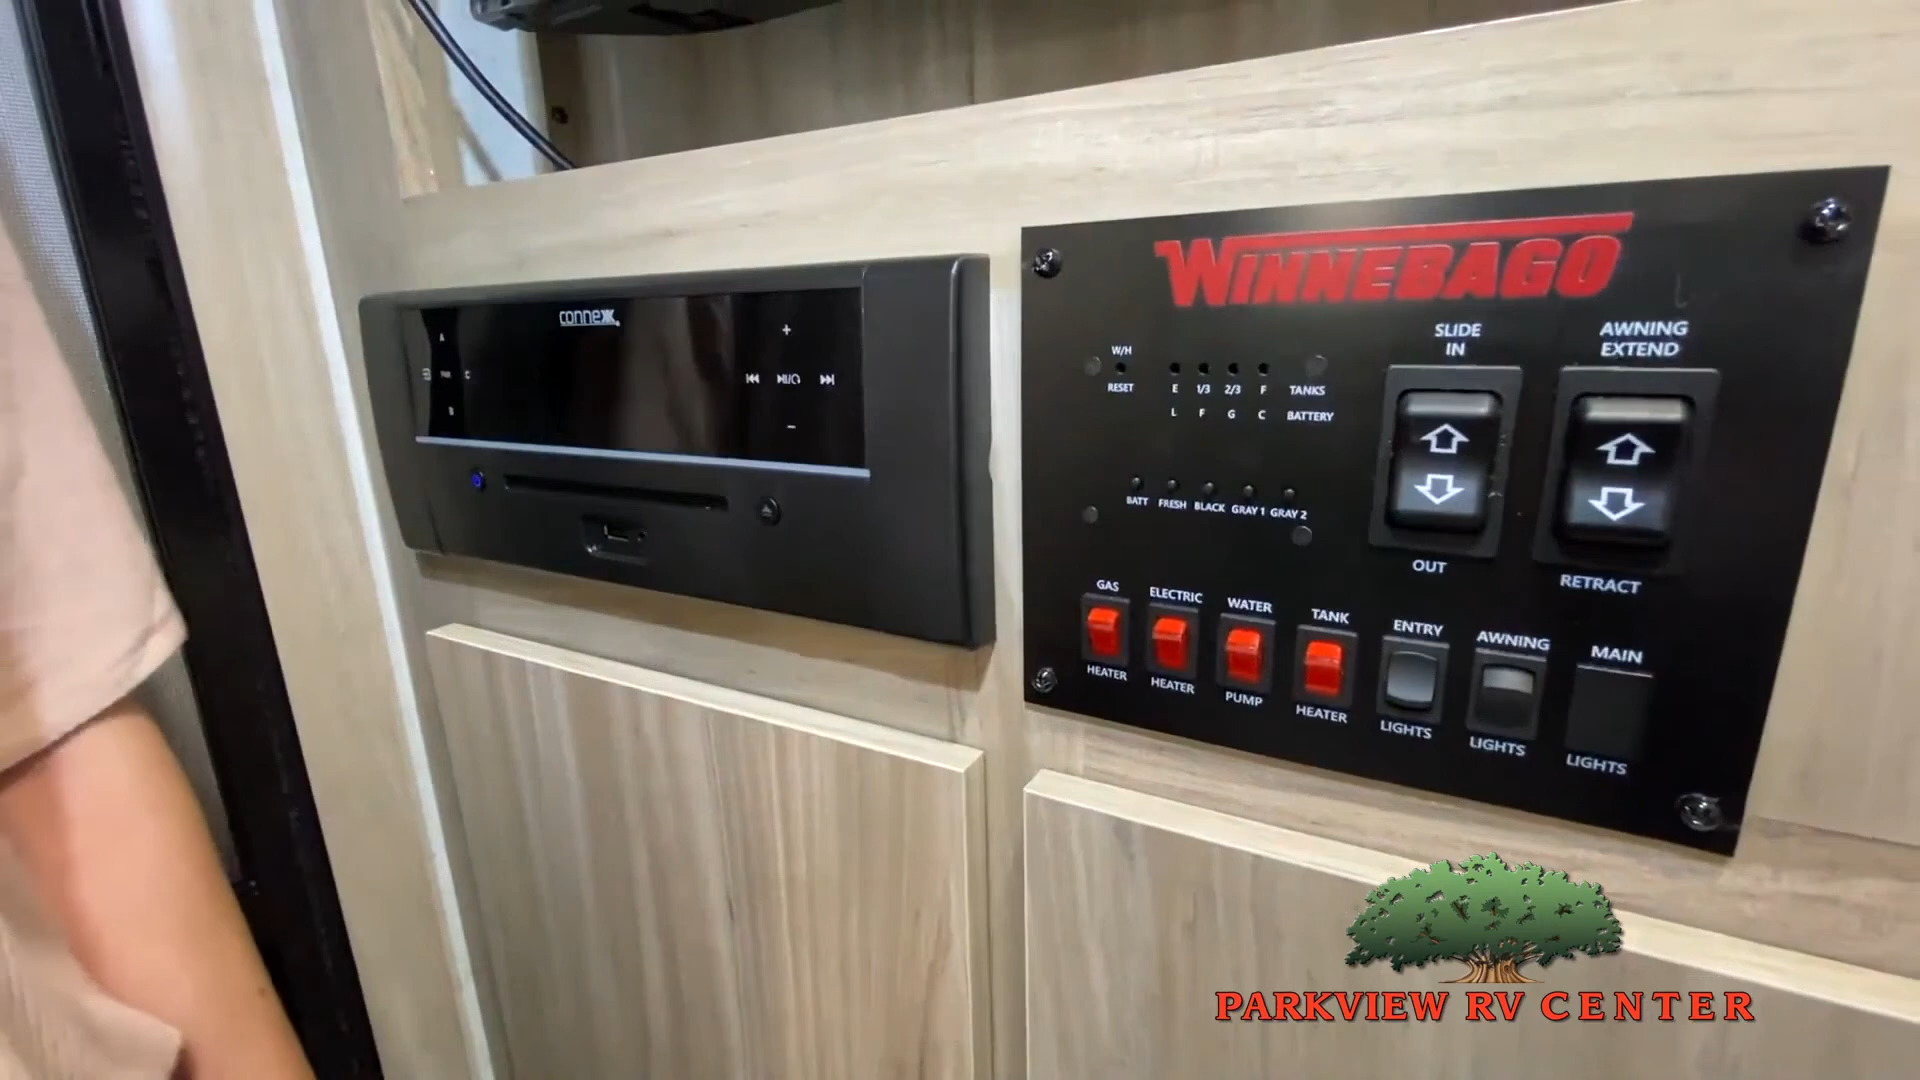 conneX
A
PWR
C
B
+
−
WINNEBAGO
SLIDE
IN
OUT
AWNING
EXTEND
RETRACT
W/H
RESET
E 1/3 2/3 F TANKS
L F G C BATTERY
BATT FRESH BLACK GRAY 1 GRAY 2
GAS
HEATER
ELECTRIC
HEATER
WATER
PUMP
TANK
HEATER
ENTRY
LIGHTS
AWNING
LIGHTS
MAIN
LIGHTS
PARKVIEW RV CENTER